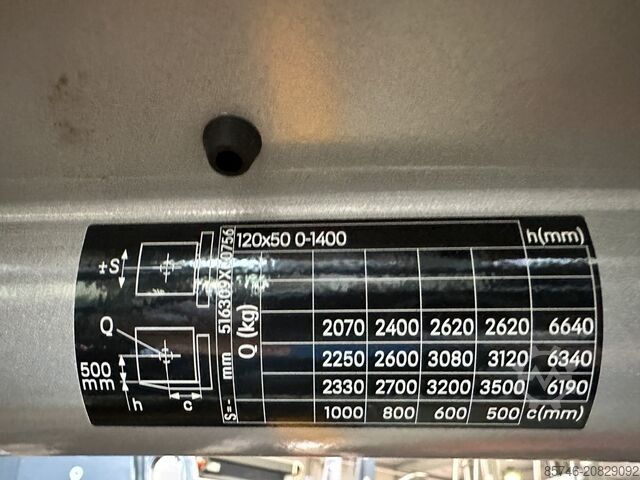 120x50 0-1400 h(mm)
±S
Q
500
mm
h
c
S=- mm
Q (kg)
2070 2400 2620 2620 6640
2250 2600 3080 3120 6340
2330 2700 3200 3500 6190
1000 800 600 500 c(mm)
85746-20829092